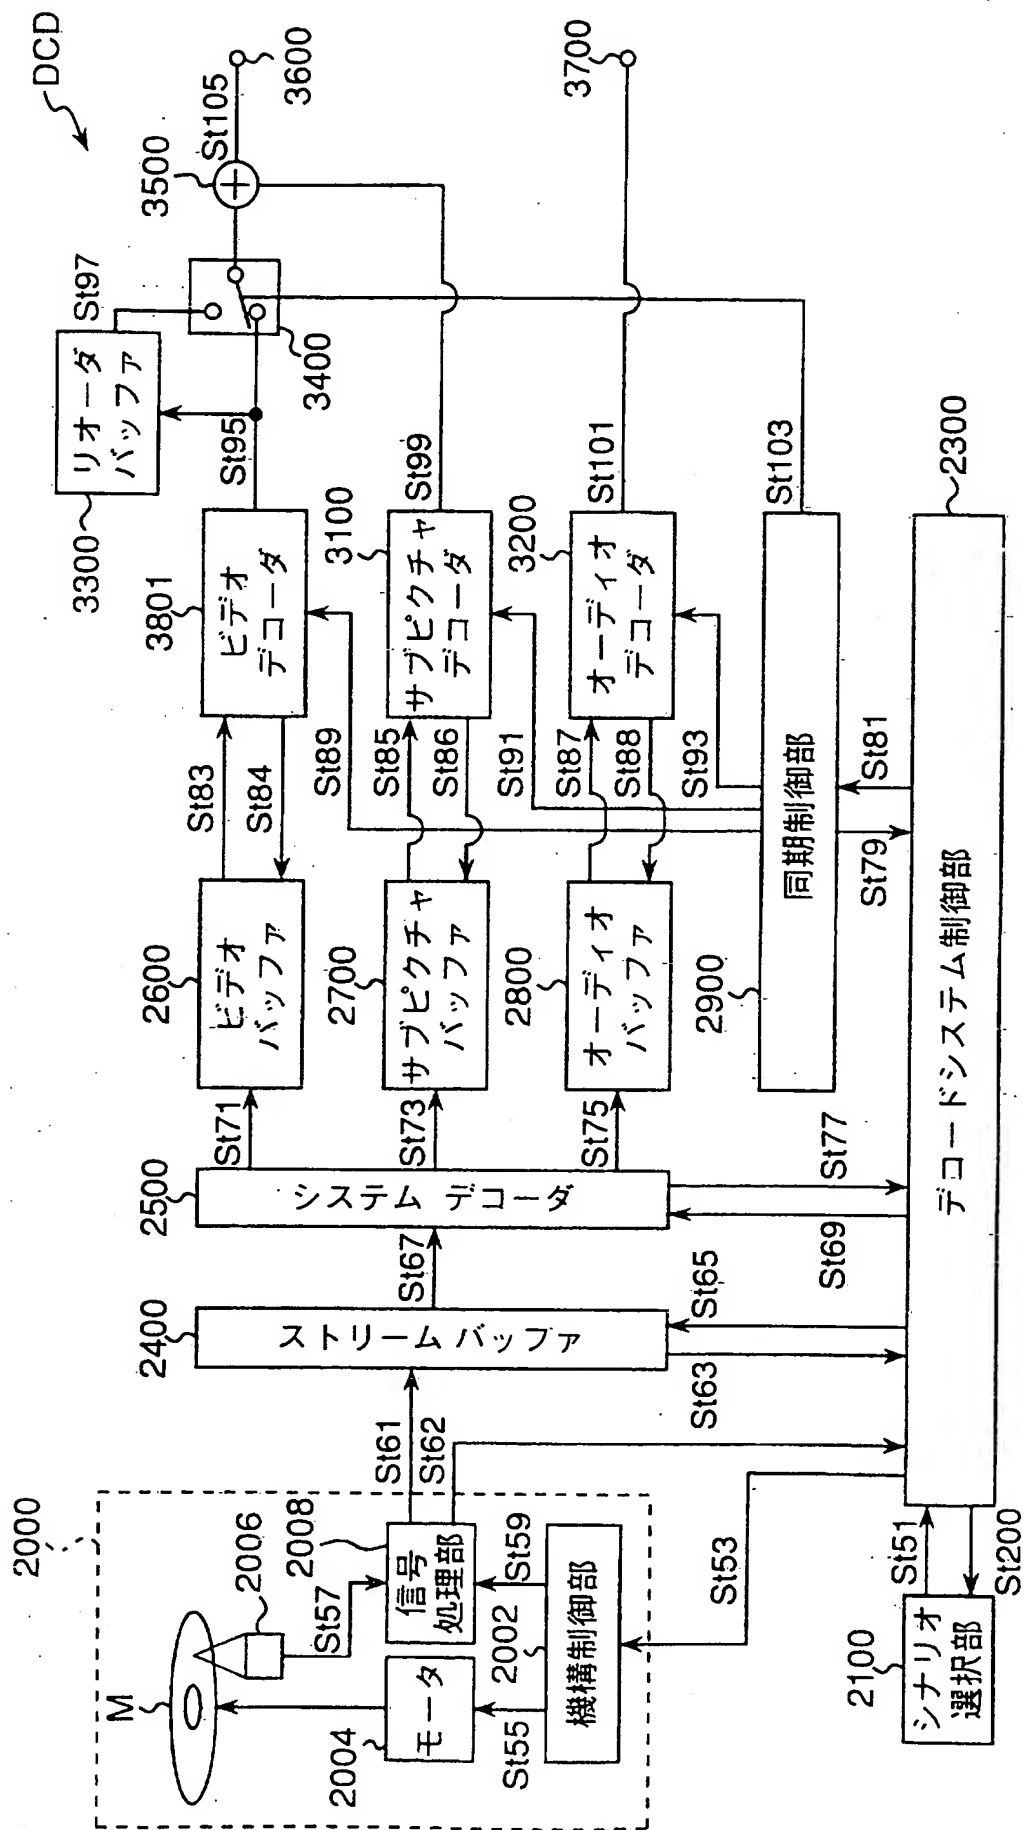 DCD
2000
M
2006
St57
2004
モータ
2008
信号
処理部
St59
St55
2002
機構制御部
St61
St62
St53
2100
シナリオ
選択部
St51
St200
2400
ストリーム バッファ
St63
St65
St67
2500
システム デコーダ
St69
St77
St71
St73
St75
2600
ビデオ
バッファ
2700
サブピクチャ
バッファ
2800
オーディオ
バッファ
2900
同期制御部
St83
St84
St89
St85
St86
St91
St87
St88
St93
St79
St81
3801
ビデオ
デコーダ
3100
サブピクチャ
デコーダ
3200
オーディオ
デコーダ
2300
デコードシステム制御部
St95
St99
St101
St103
3300
リオーダ
バッファ
St97
3400
3500
St105
3600
3700